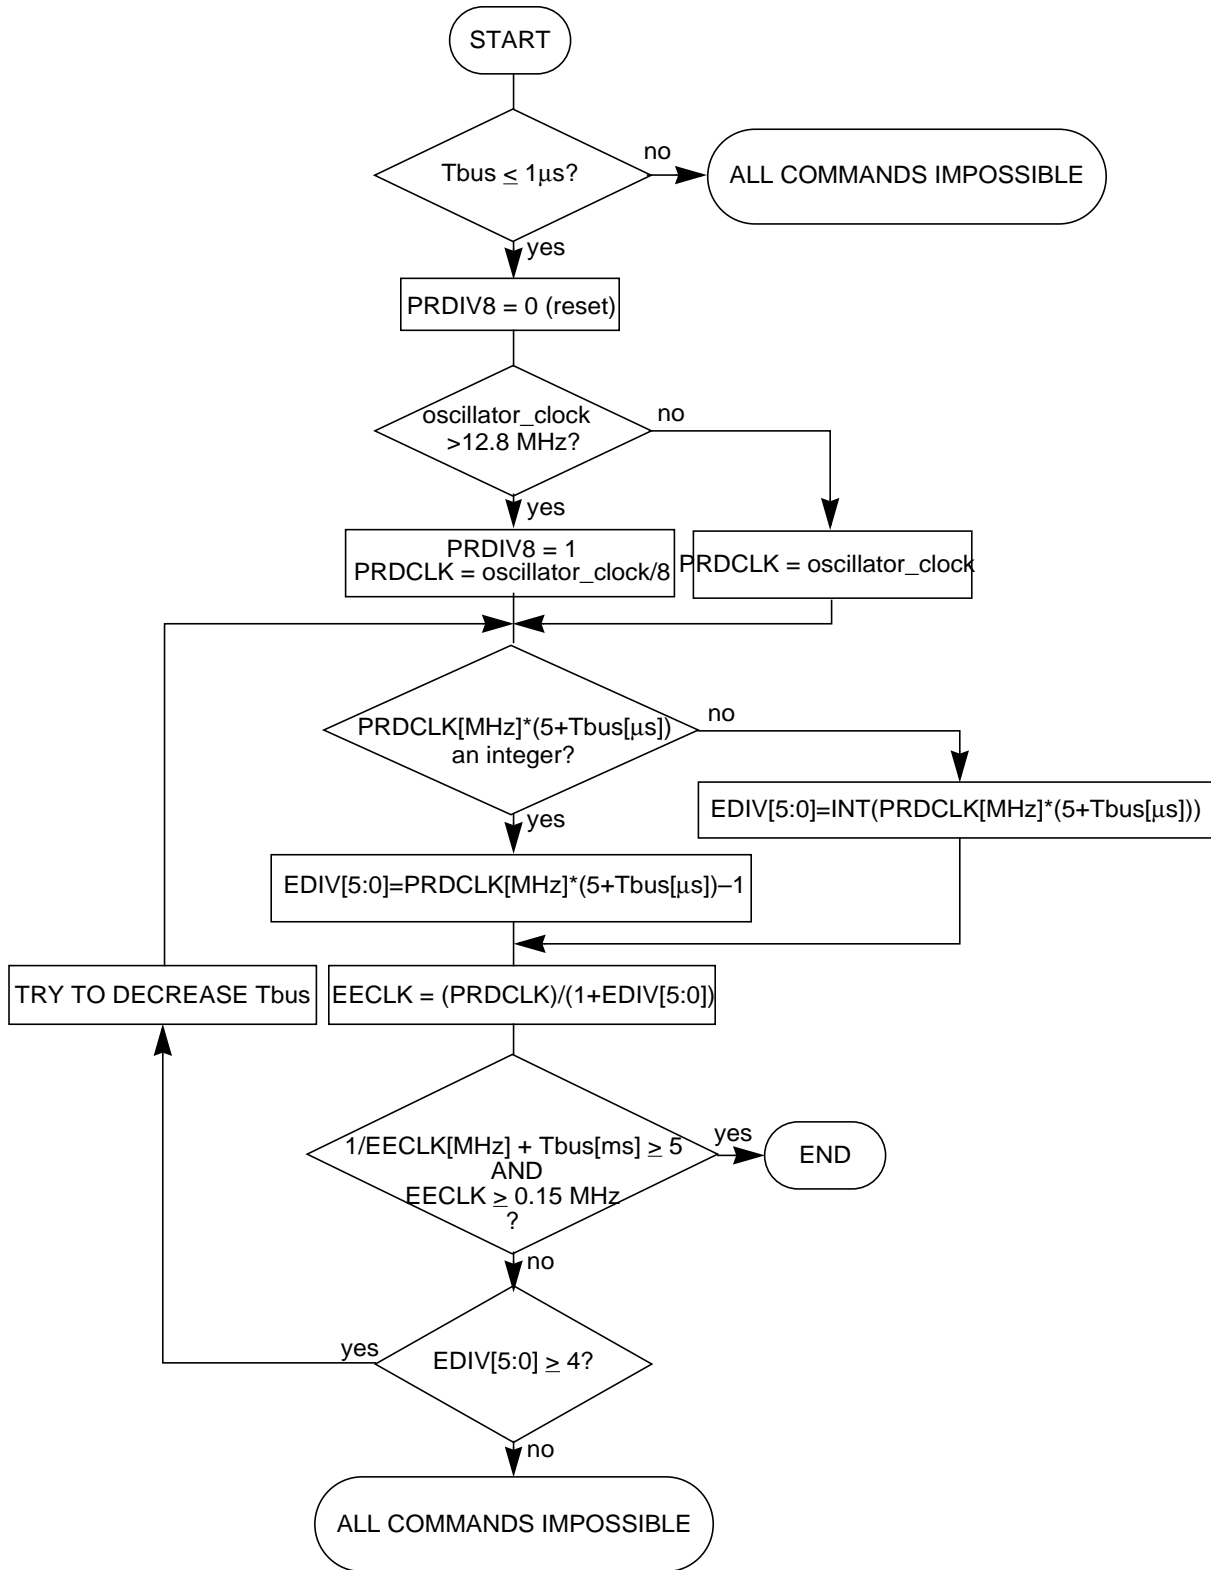 START
Tbus ≤ 1μs?
no
ALL COMMANDS IMPOSSIBLE
yes
PRDIV8 = 0 (reset)
oscillator_clock
>12.8 MHz?
no
yes
PRDIV8 = 1
PRDCLK = oscillator_clock/8
PRDCLK = oscillator_clock
PRDCLK[MHz]*(5+Tbus[μs])
an integer?
no
yes
EDIV[5:0]=INT(PRDCLK[MHz]*(5+Tbus[μs]))
EDIV[5:0]=PRDCLK[MHz]*(5+Tbus[μs])–1
TRY TO DECREASE Tbus
EECLK = (PRDCLK)/(1+EDIV[5:0])
1/EECLK[MHz] + Tbus[ms] ≥ 5
AND
EECLK ≥ 0.15 MHz
?
yes
END
no
EDIV[5:0] ≥ 4?
yes
no
ALL COMMANDS IMPOSSIBLE